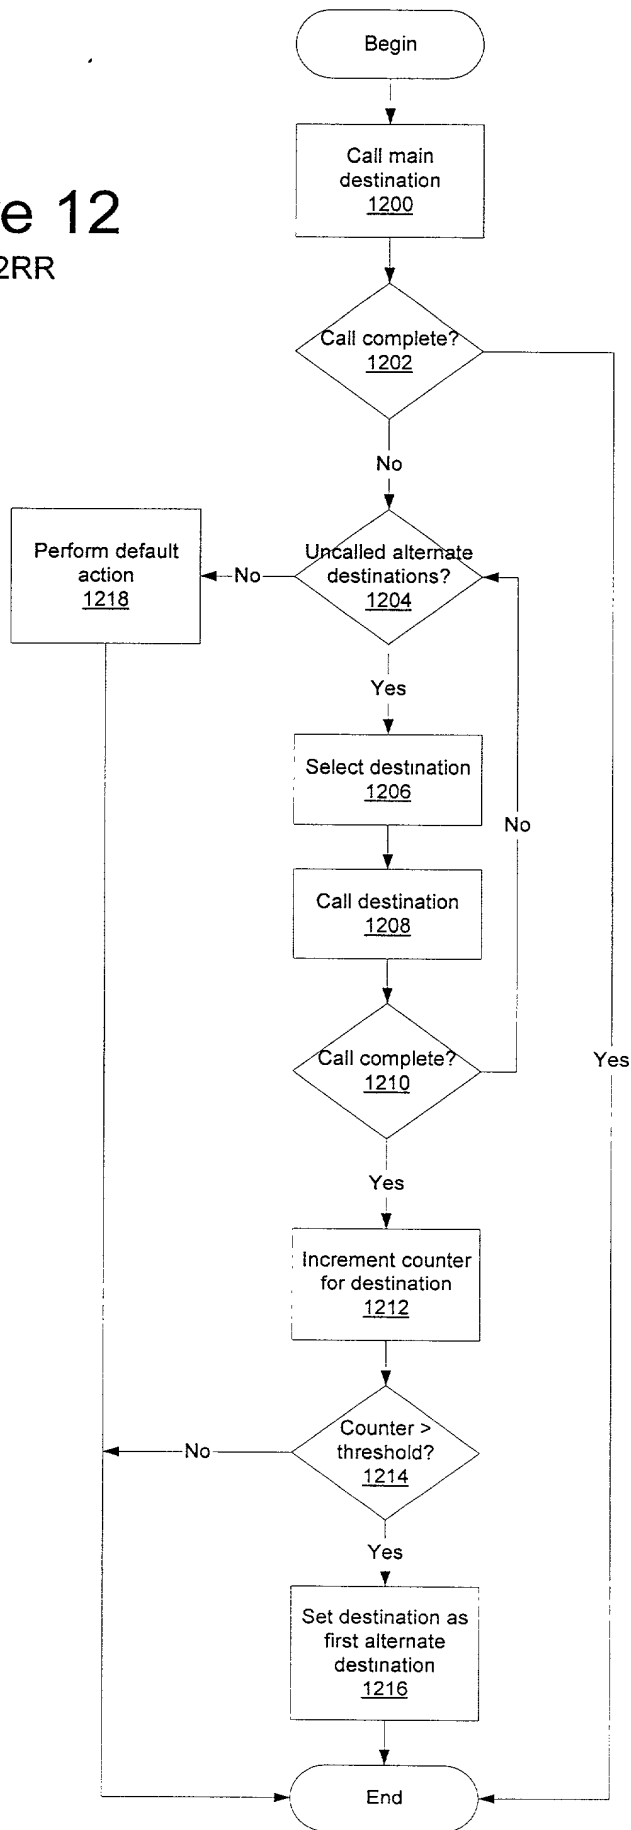 Begin
Call main
destination
1200
e 12
2RR
Call complete?
1202
No
Yes
Uncalled alternate
destinations?
1204
No
Perform default
action
1218
Yes
Select destination
1206
No
Call destination
1208
Call complete?
1210
Yes
Increment counter
for destination
1212
Counter >
threshold?
1214
No
Yes
Set destination as
first alternate
destination
1216
End